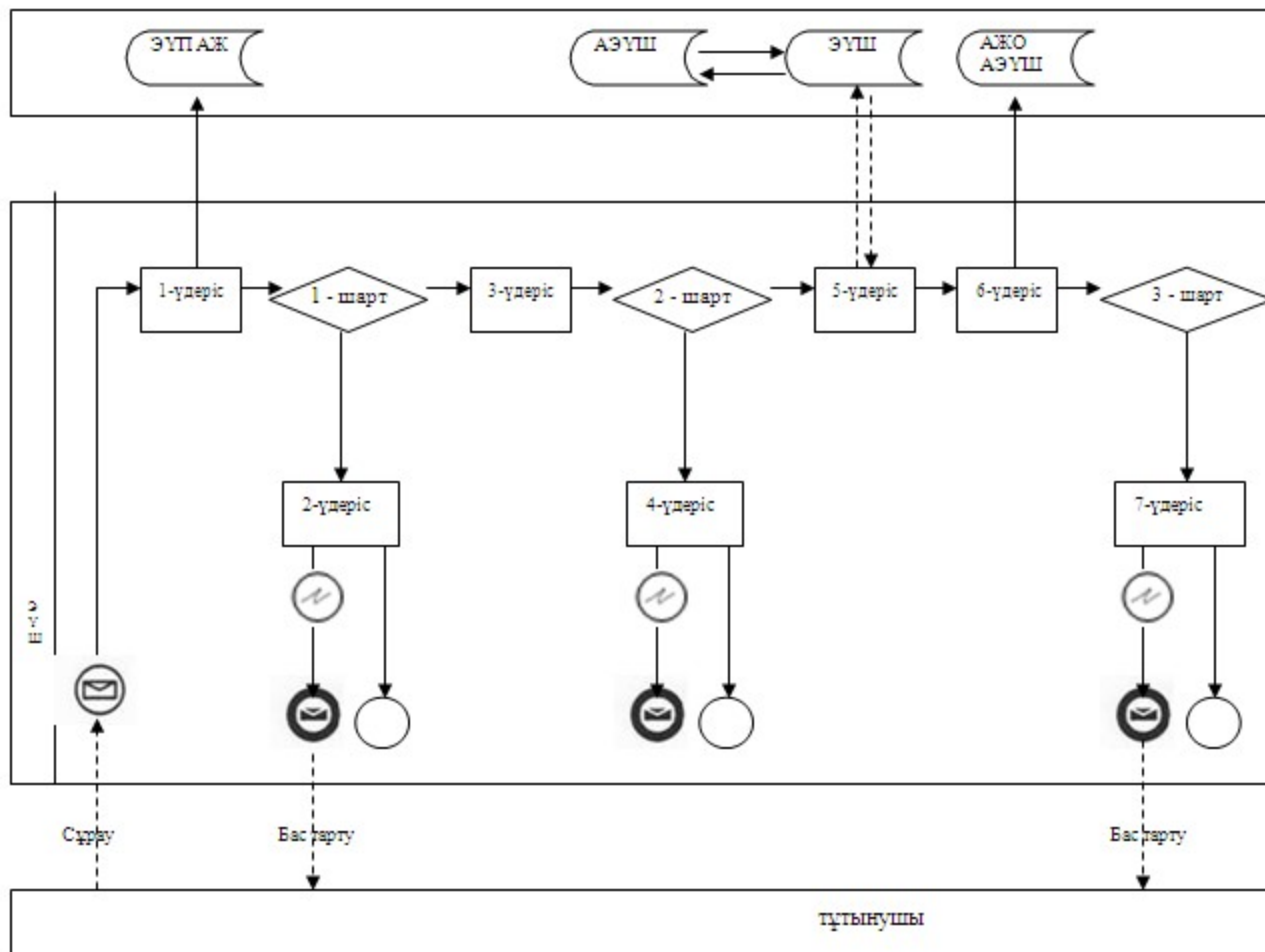 ЭҮП АЖ
АЭҮШ
ЭҮШ
АЖО
АЭҮШ
1-үдеріс
1 - шарт
3-үдеріс
2 - шарт
5-үдеріс
6-үдеріс
3 - шарт
2-үдеріс
4-үдеріс
7-үдеріс
Э
Ү
Ш
Сұрау
Бас тарту
Бас тарту
тұтынушы